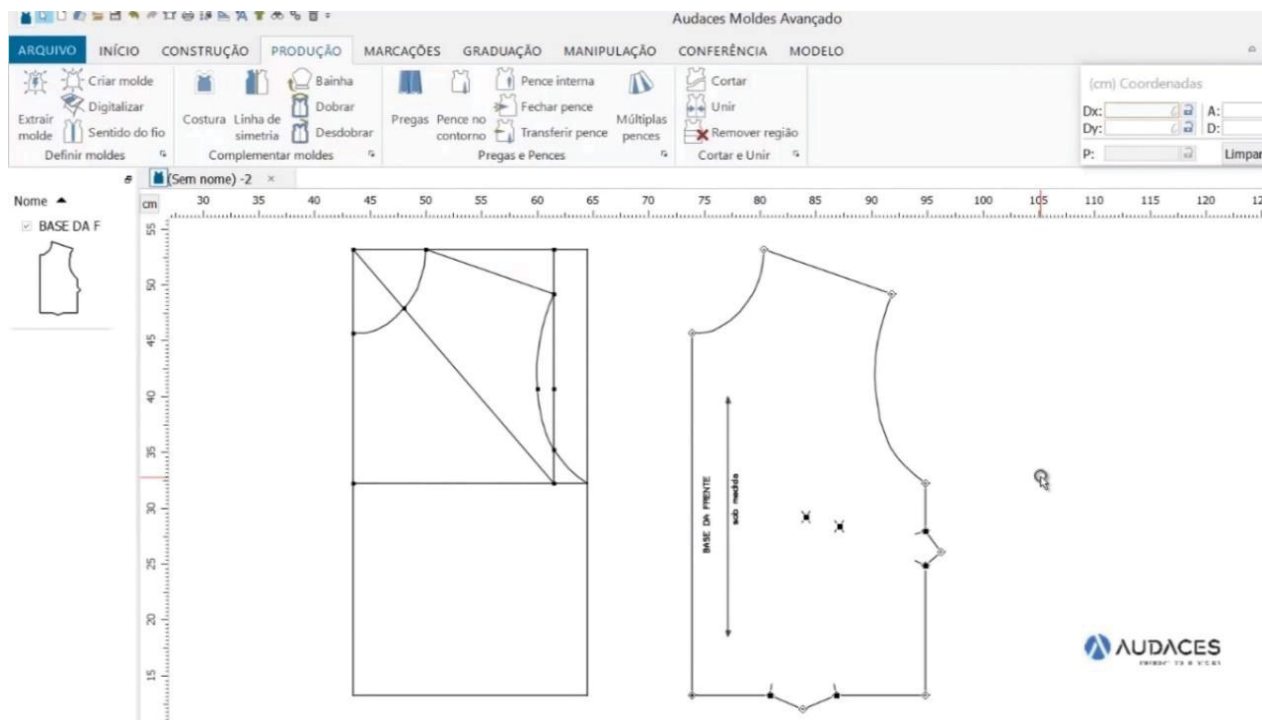 Audaces Moldes Avançado
ARQUIVO INÍCIO CONSTRUÇÃO PRODUÇÃO MARCAÇÕES GRADUAÇÃO MANIPULAÇÃO CONFERÊNCIA MODELO
Extrair molde
Criar molde
Digitalizar
Sentido do fio
Definir moldes
Costura
Linha de simetria
Bainha
Dobrar
Desdobrar
Complementar moldes
Pregas
Pence no contorno
Pence interna
Fechar pence
Transferir pence
Múltiplas pences
Pregas e Pences
Cortar
Unir
Remover região
Cortar e Unir
(cm) Coordenadas
Dx: A:
Dy: D:
P: Limpar
(Sem nome) -2 ×
Nome
BASE DA F
cm 30 35 40 45 50 55 60 65 70 75 80 85 90 95 100 105 110 115 120
55
50
45
40
35
30
25
20
15
BASE DA FRENTE
sob medida
AUDACES